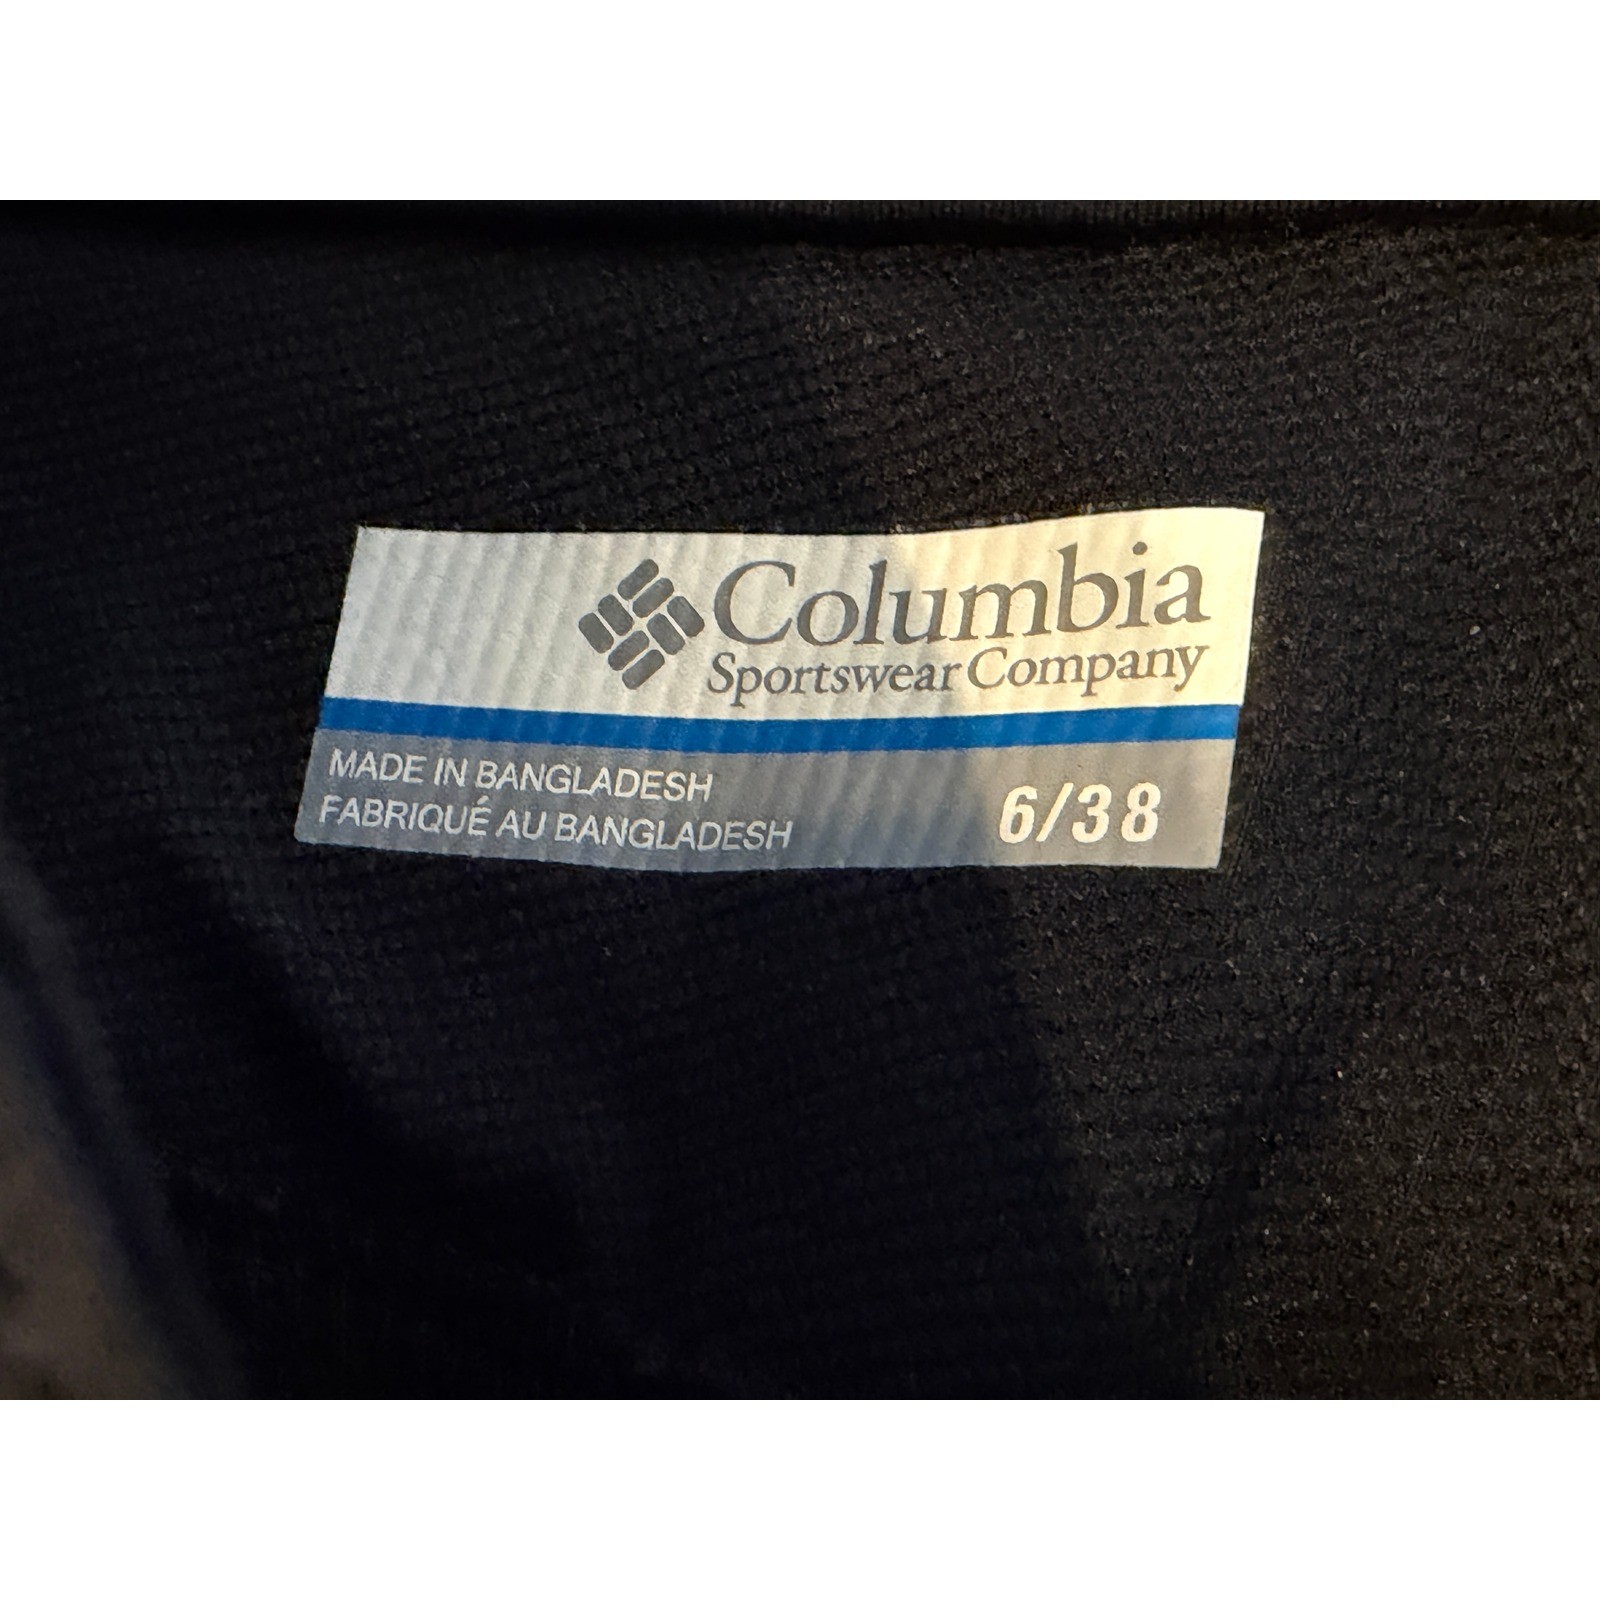 Columbia
Sportswear Company
MADE IN BANGLADESH
FABRIQUÉ AU BANGLADESH
6/38